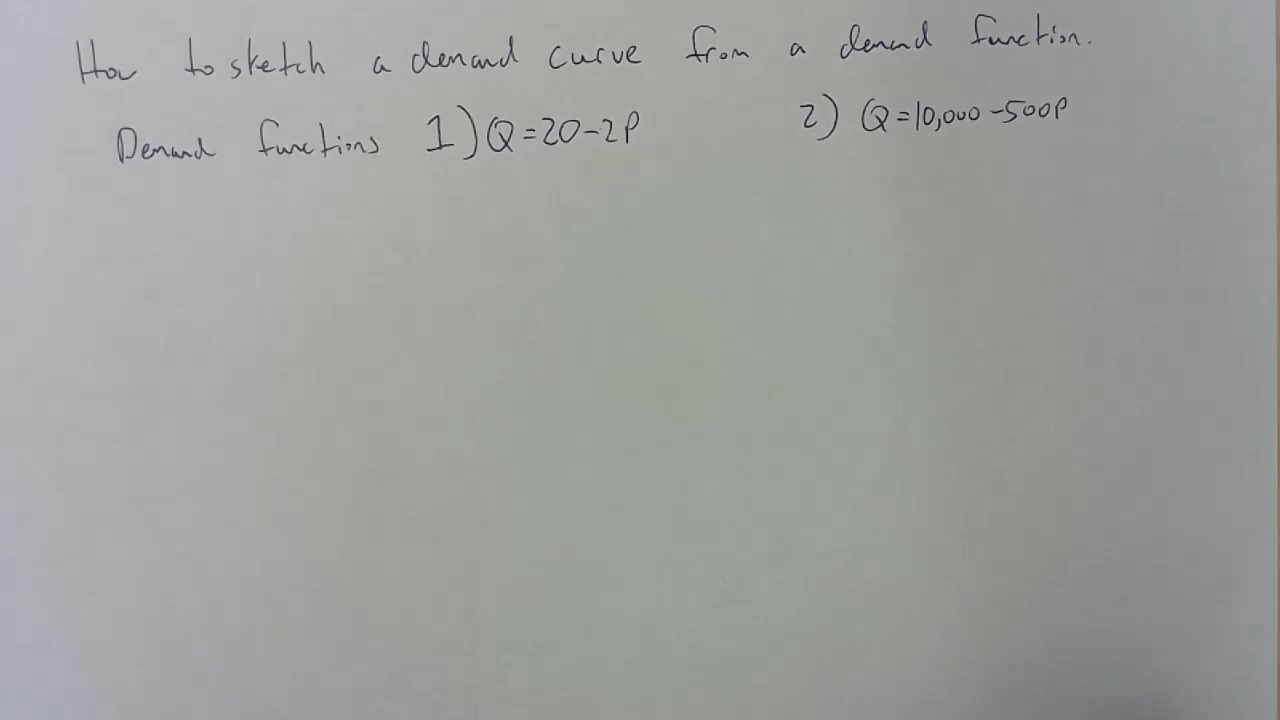 How to sketch a demand curve from a demand function.
Demand functions 1) Q=20-2P 2) Q=10,000-500P